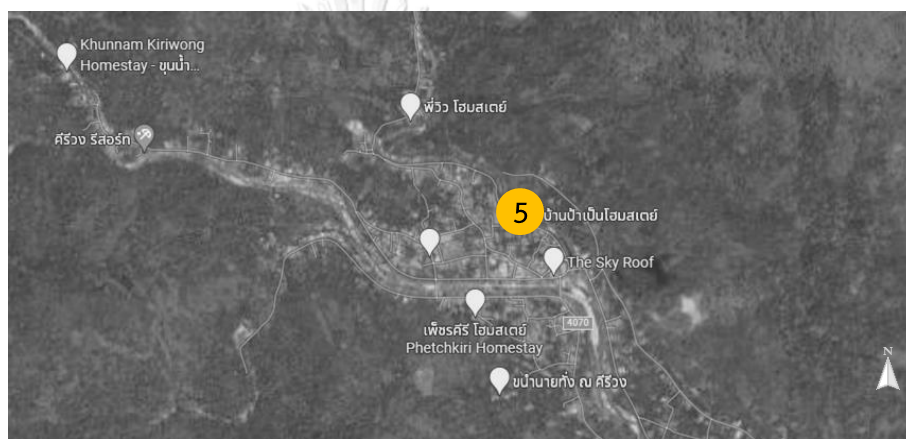 Khunnam Kiriwong
Homestay - ขุนน้ำ...
พี่วิว โฮมสเตย์
คีรีวง รีสอร์ท
5
บ้านป้าเป็นโฮมสเตย์
The Sky Roof
เพ็ชรคีรี โฮมสเตย์
Phetchkiri Homestay
4070
ขนำนายทั่ง ณ คีรีวง
N